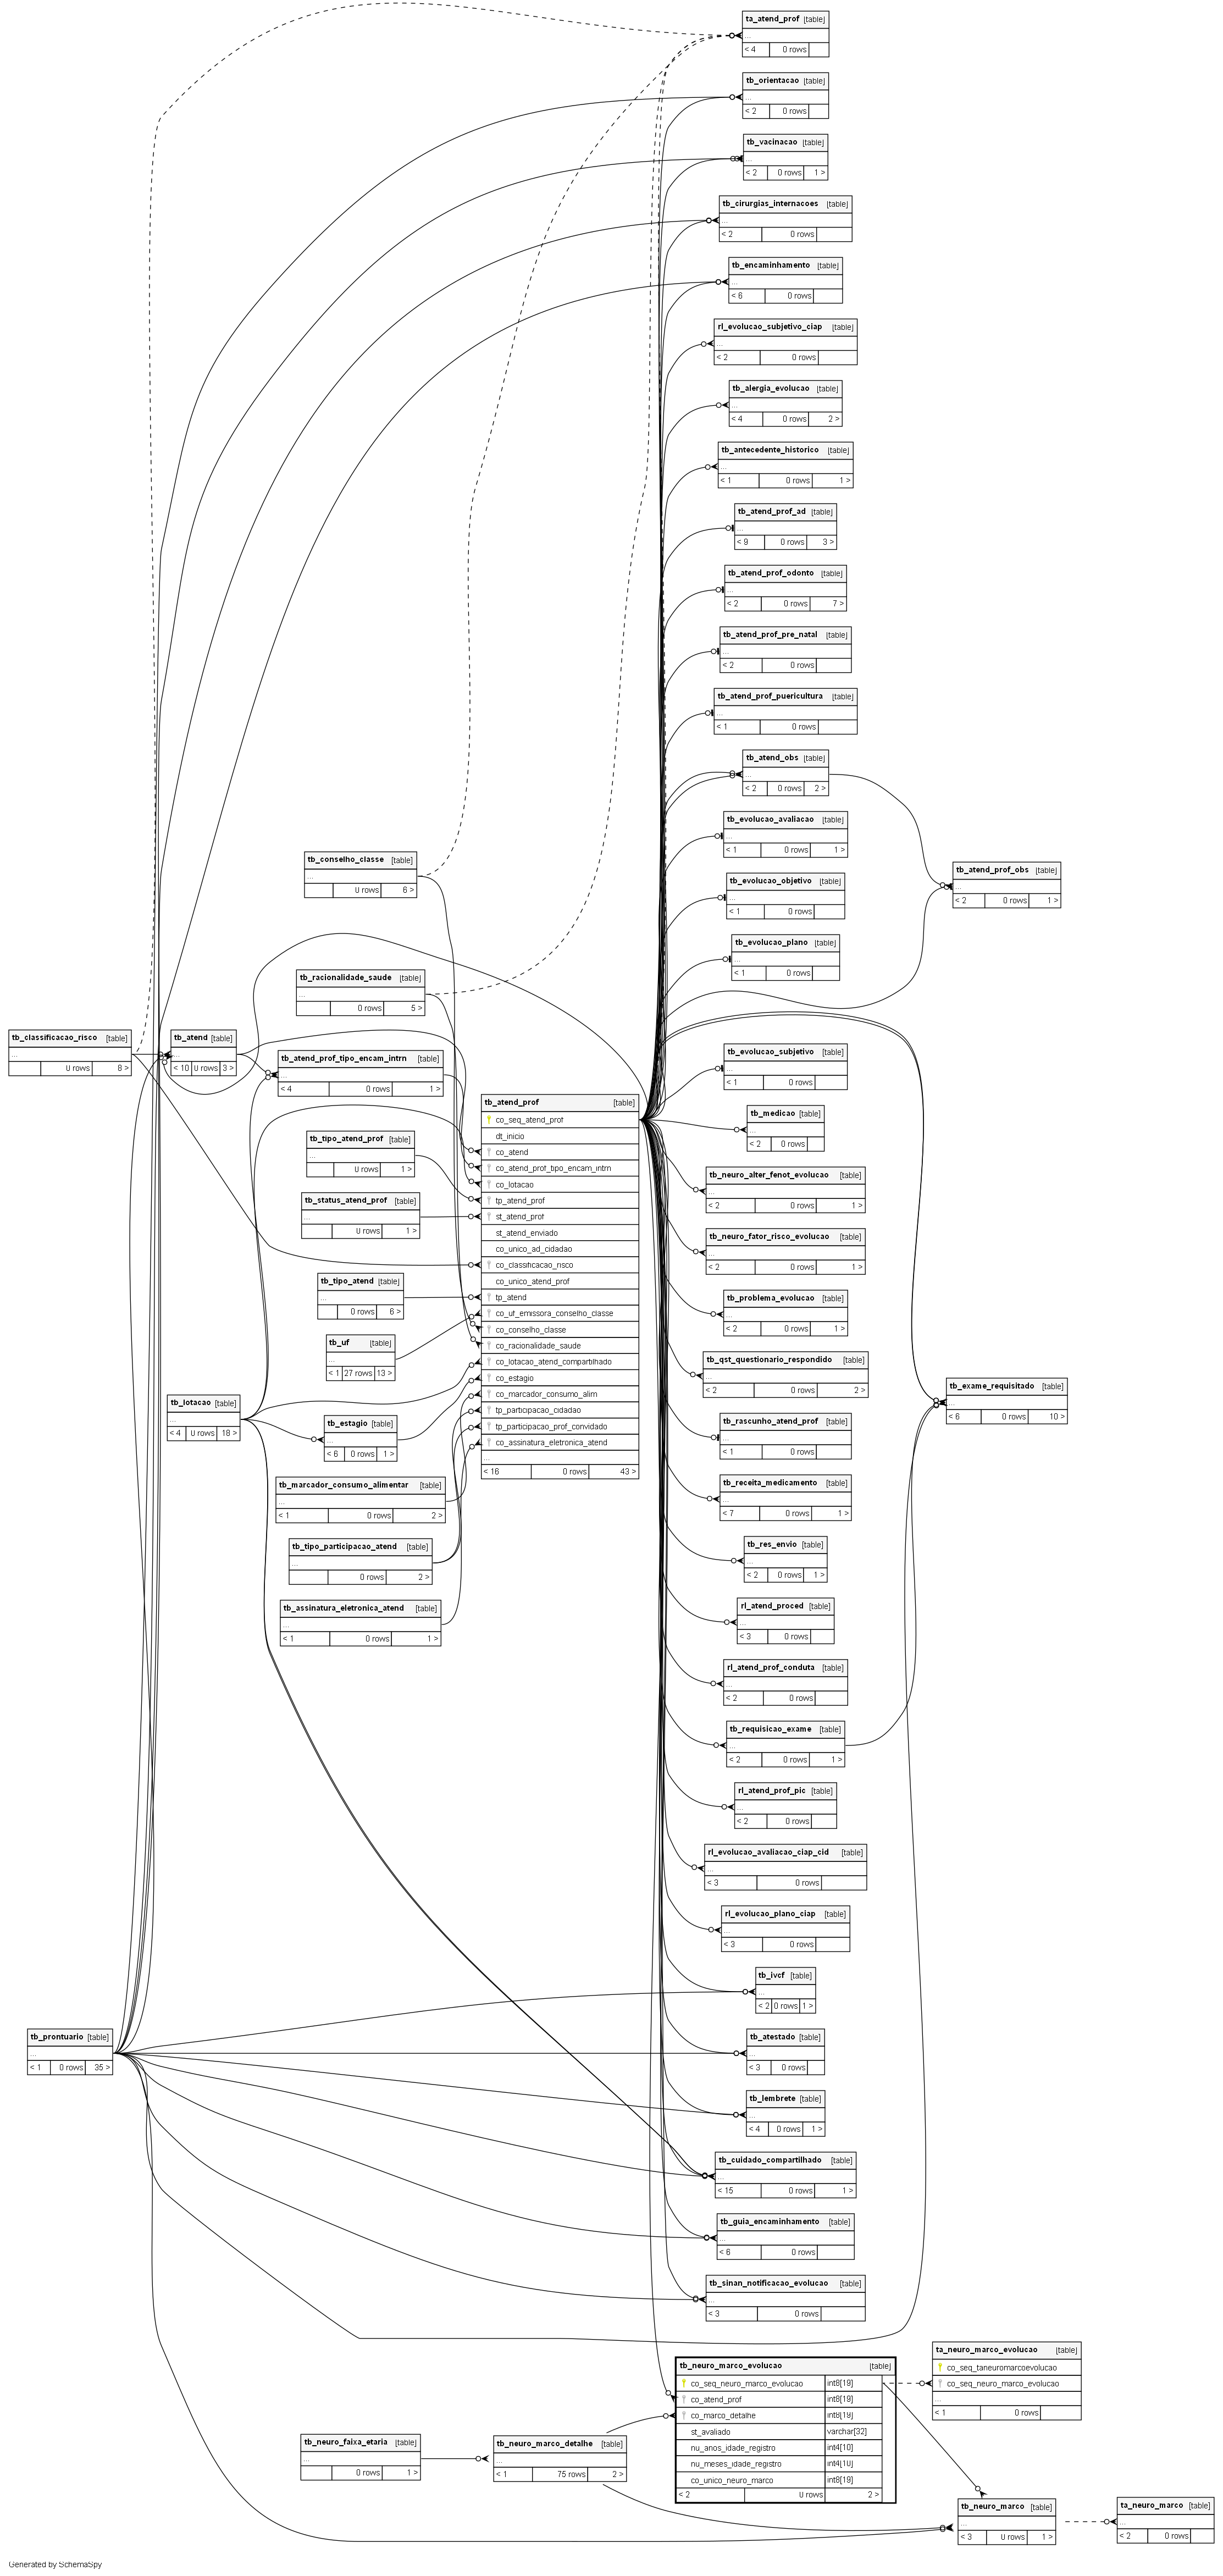 ta_atend_prof [table]
...
< 4 0 rows
tb_orientacao [table]
...
< 2 0 rows
tb_vacinacao [table]
...
< 2 0 rows 1 >
tb_cirurgias_internacoes [table]
...
< 2 0 rows
tb_encaminhamento [table]
...
< 6 0 rows
rl_evolucao_subjetivo_ciap [table]
...
< 2 0 rows
tb_alergia_evolucao [table]
...
< 4 0 rows 2 >
tb_antecedente_historico [table]
...
< 1 0 rows 1 >
tb_atend_prof_ad [table]
...
< 9 0 rows 3 >
tb_atend_prof_odonto [table]
...
< 2 0 rows 7 >
tb_atend_prof_pre_natal [table]
...
< 2 0 rows
tb_atend_prof_puericultura [table]
...
< 1 0 rows
tb_atend_obs [table]
...
< 2 0 rows 2 >
tb_evolucao_avaliacao [table]
...
< 1 0 rows 1 >
tb_evolucao_objetivo [table]
...
< 1 0 rows
tb_evolucao_plano [table]
...
< 1 0 rows
tb_atend_prof_obs [table]
...
< 2 0 rows 1 >
tb_conselho_classe [table]
...
0 rows 6 >
tb_racionalidade_saude [table]
...
0 rows 5 >
tb_classificacao_risco [table]
...
0 rows 8 >
tb_atend [table]
...
< 10 0 rows 3 >
tb_atend_prof_tipo_encam_intrn [table]
...
< 4 0 rows 1 >
tb_tipo_atend_prof [table]
...
0 rows 1 >
tb_status_atend_prof [table]
...
0 rows 1 >
tb_tipo_atend [table]
...
0 rows 6 >
tb_uf [table]
...
< 1 27 rows 13 >
tb_lotacao [table]
...
< 4 0 rows 18 >
tb_estagio [table]
...
< 6 0 rows 1 >
tb_marcador_consumo_alimentar [table]
...
< 1 0 rows 2 >
tb_tipo_participacao_atend [table]
...
0 rows 2 >
tb_assinatura_eletronica_atend [table]
...
< 1 0 rows 1 >
tb_atend_prof [table]
co_seq_atend_prof
dt_inicio
co_atend
co_atend_prof_tipo_encam_intrn
co_lotacao
tp_atend_prof
st_atend_prof
st_atend_enviado
co_unico_ad_cidadao
co_classificacao_risco
co_unico_atend_prof
tp_atend
co_uf_emissora_conselho_classe
co_conselho_classe
co_racionalidade_saude
co_lotacao_atend_compartilhado
co_estagio
co_marcador_consumo_alim
tp_participacao_cidadao
tp_participacao_prof_convidado
co_assinatura_eletronica_atend
...
< 16 0 rows 43 >
tb_evolucao_subjetivo [table]
...
< 1 0 rows
tb_medicao [table]
...
< 2 0 rows
tb_neuro_alter_fenot_evolucao [table]
...
< 2 0 rows 1 >
tb_neuro_fator_risco_evolucao [table]
...
< 2 0 rows 1 >
tb_problema_evolucao [table]
...
< 2 0 rows 1 >
tb_qst_questionario_respondido [table]
...
< 2 0 rows 2 >
tb_exame_requisitado [table]
...
< 6 0 rows 10 >
tb_rascunho_atend_prof [table]
...
< 1 0 rows
tb_receita_medicamento [table]
...
< 7 0 rows 1 >
tb_res_envio [table]
...
< 2 0 rows 1 >
rl_atend_proced [table]
...
< 3 0 rows
rl_atend_prof_conduta [table]
...
< 2 0 rows
tb_requisicao_exame [table]
...
< 2 0 rows 1 >
rl_atend_prof_pic [table]
...
< 2 0 rows
rl_evolucao_avaliacao_ciap_cid [table]
...
< 3 0 rows
rl_evolucao_plano_ciap [table]
...
< 3 0 rows
tb_ivcf [table]
...
< 2 0 rows 1 >
tb_prontuario [table]
...
< 1 0 rows 35 >
tb_atestado [table]
...
< 3 0 rows
tb_lembrete [table]
...
< 4 0 rows 1 >
tb_cuidado_compartilhado [table]
...
< 15 0 rows 1 >
tb_guia_encaminhamento [table]
...
< 6 0 rows
tb_sinan_notificacao_evolucao [table]
...
< 3 0 rows
tb_neuro_marco_evolucao [table]
co_seq_neuro_marco_evolucao int8[19]
co_atend_prof int8[19]
co_marco_detalhe int8[19]
st_avaliado varchar[32]
nu_anos_idade_registro int4[10]
nu_meses_idade_registro int4[10]
co_unico_neuro_marco int8[19]
< 2 0 rows 2 >
ta_neuro_marco_evolucao [table]
co_seq_taneuromarcoevolucao
co_seq_neuro_marco_evolucao
...
< 1 0 rows
tb_neuro_faixa_etaria [table]
...
0 rows 1 >
tb_neuro_marco_detalhe [table]
...
< 1 75 rows 2 >
tb_neuro_marco [table]
...
< 3 0 rows 1 >
ta_neuro_marco [table]
...
< 2 0 rows
Generated by SchemaSpy